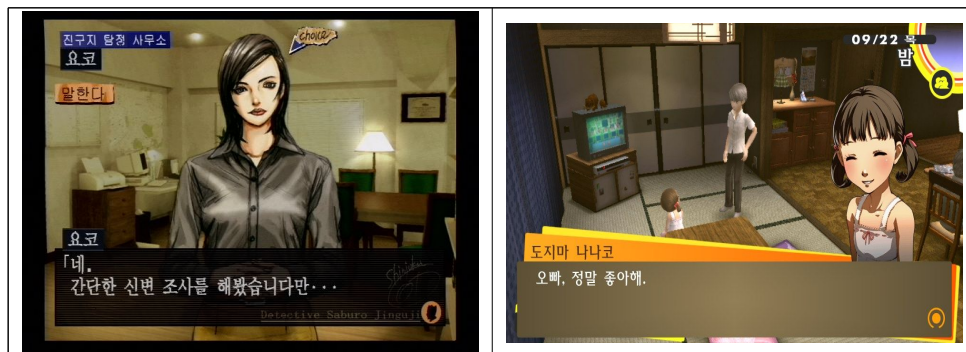 진구지 탐정 사무소
요코
choice
말한다
요코
「네.
간단한 신변 조사를 해봤습니다만···
Detective Saburo Jinguji
09/22 목
밤
도지마 나나코
오빠, 정말 좋아해.